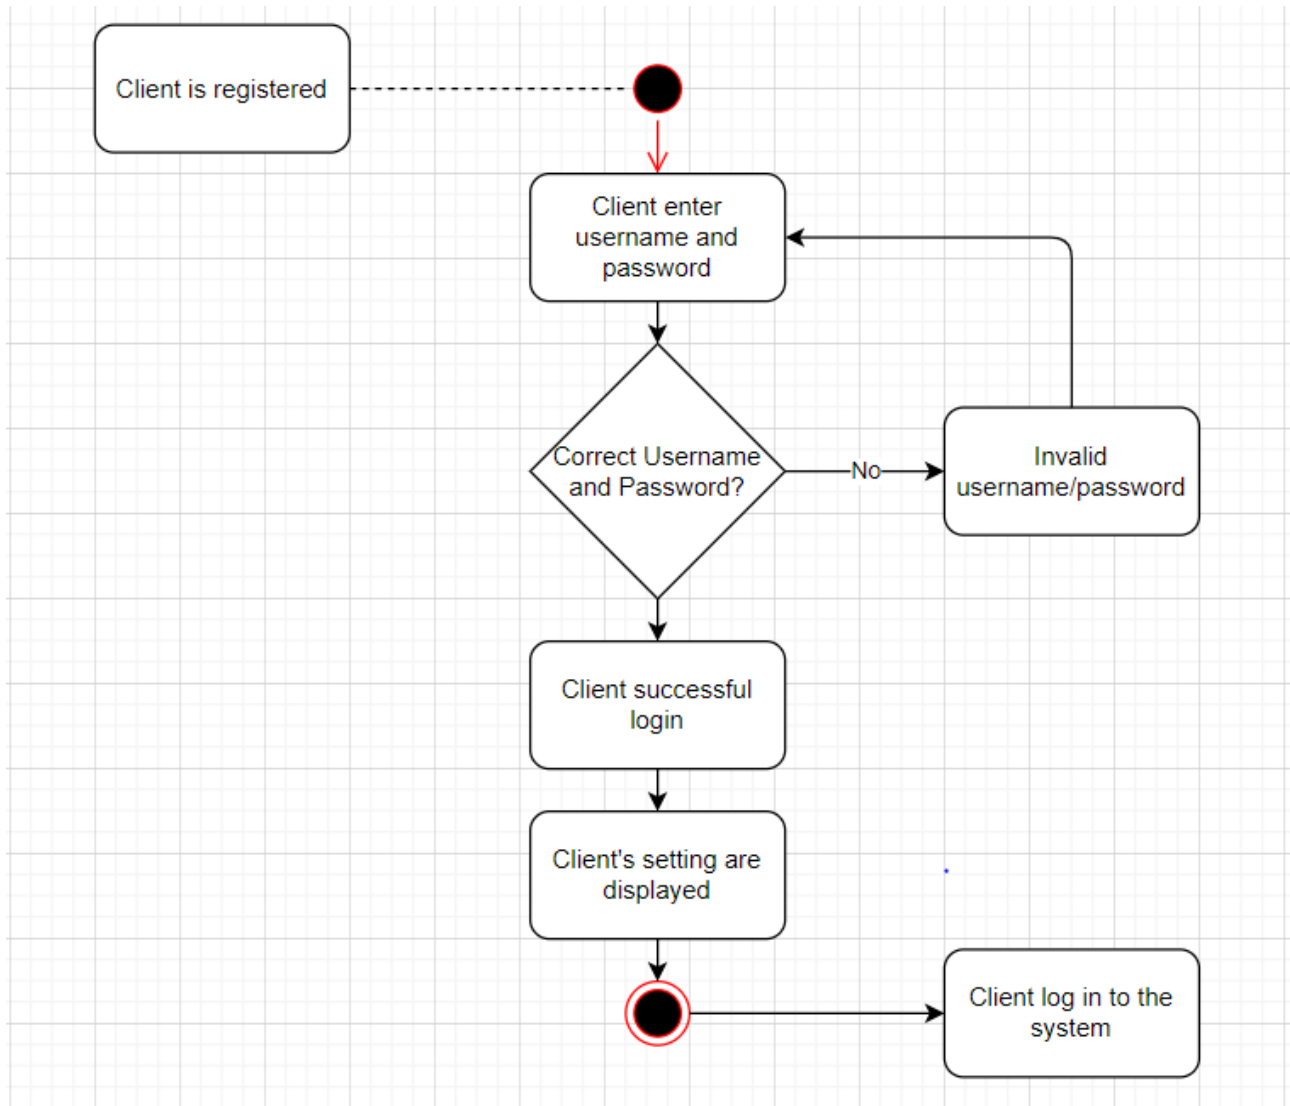 Client is registered
Client enter
username and
password
Correct Username
and Password?
No
Invalid
username/password
Client successful
login
Client's setting are
displayed
Client log in to the
system